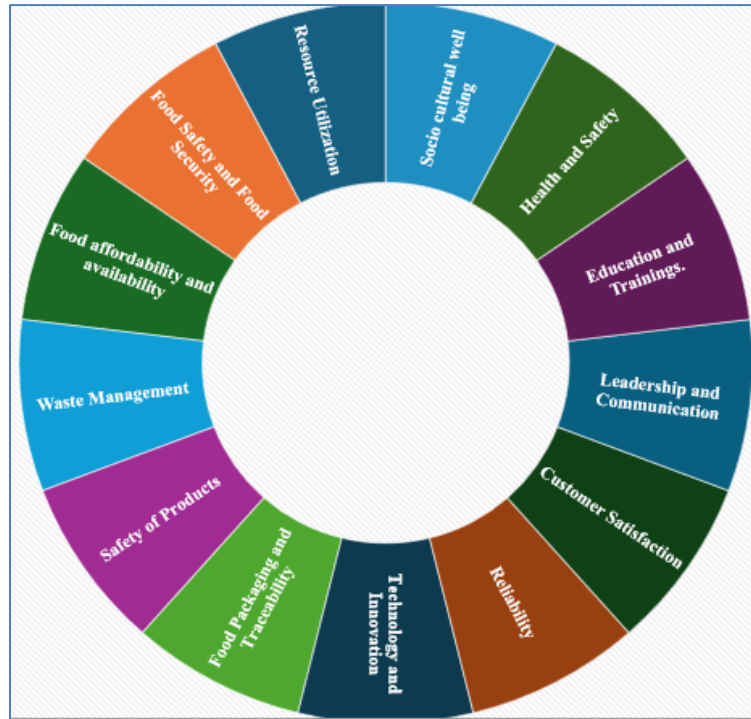 Socio cultural well
being
Health and Safety
Education and
Trainings.
Leadership and
Communication
Customer Satisfaction
Reliability
Technology and
Innovation
Food Packaging and
Traceability
Safety of Products
Waste Management
Food affordability and
availability
Food Safety and Food
Security
Resource Utilization